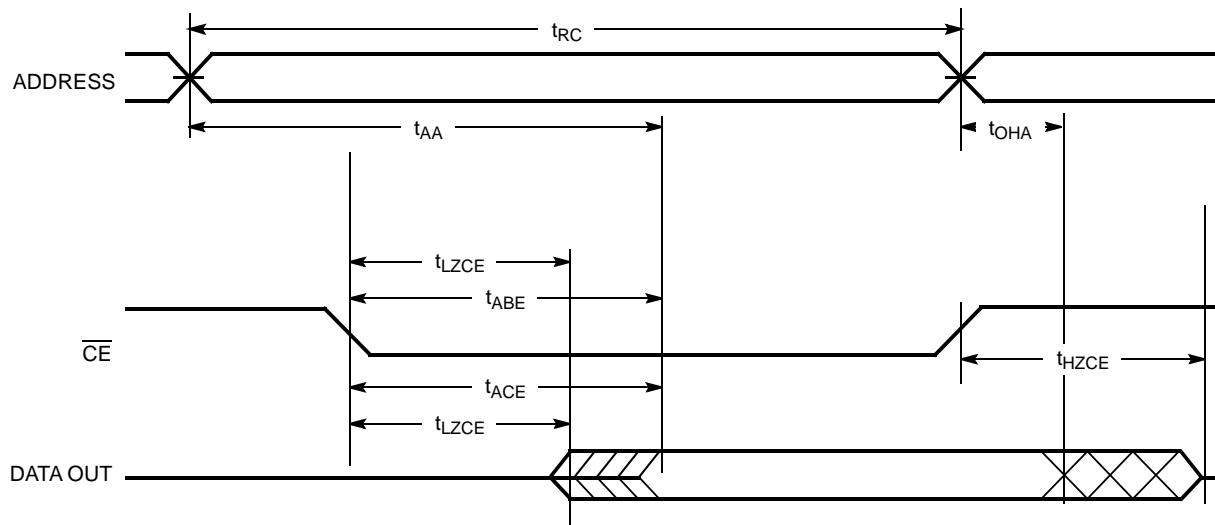 tRC
ADDRESS
tAA
tOHA
tLZCE
tABE
CE
tHZCE
tACE
tLZCE
DATA OUT